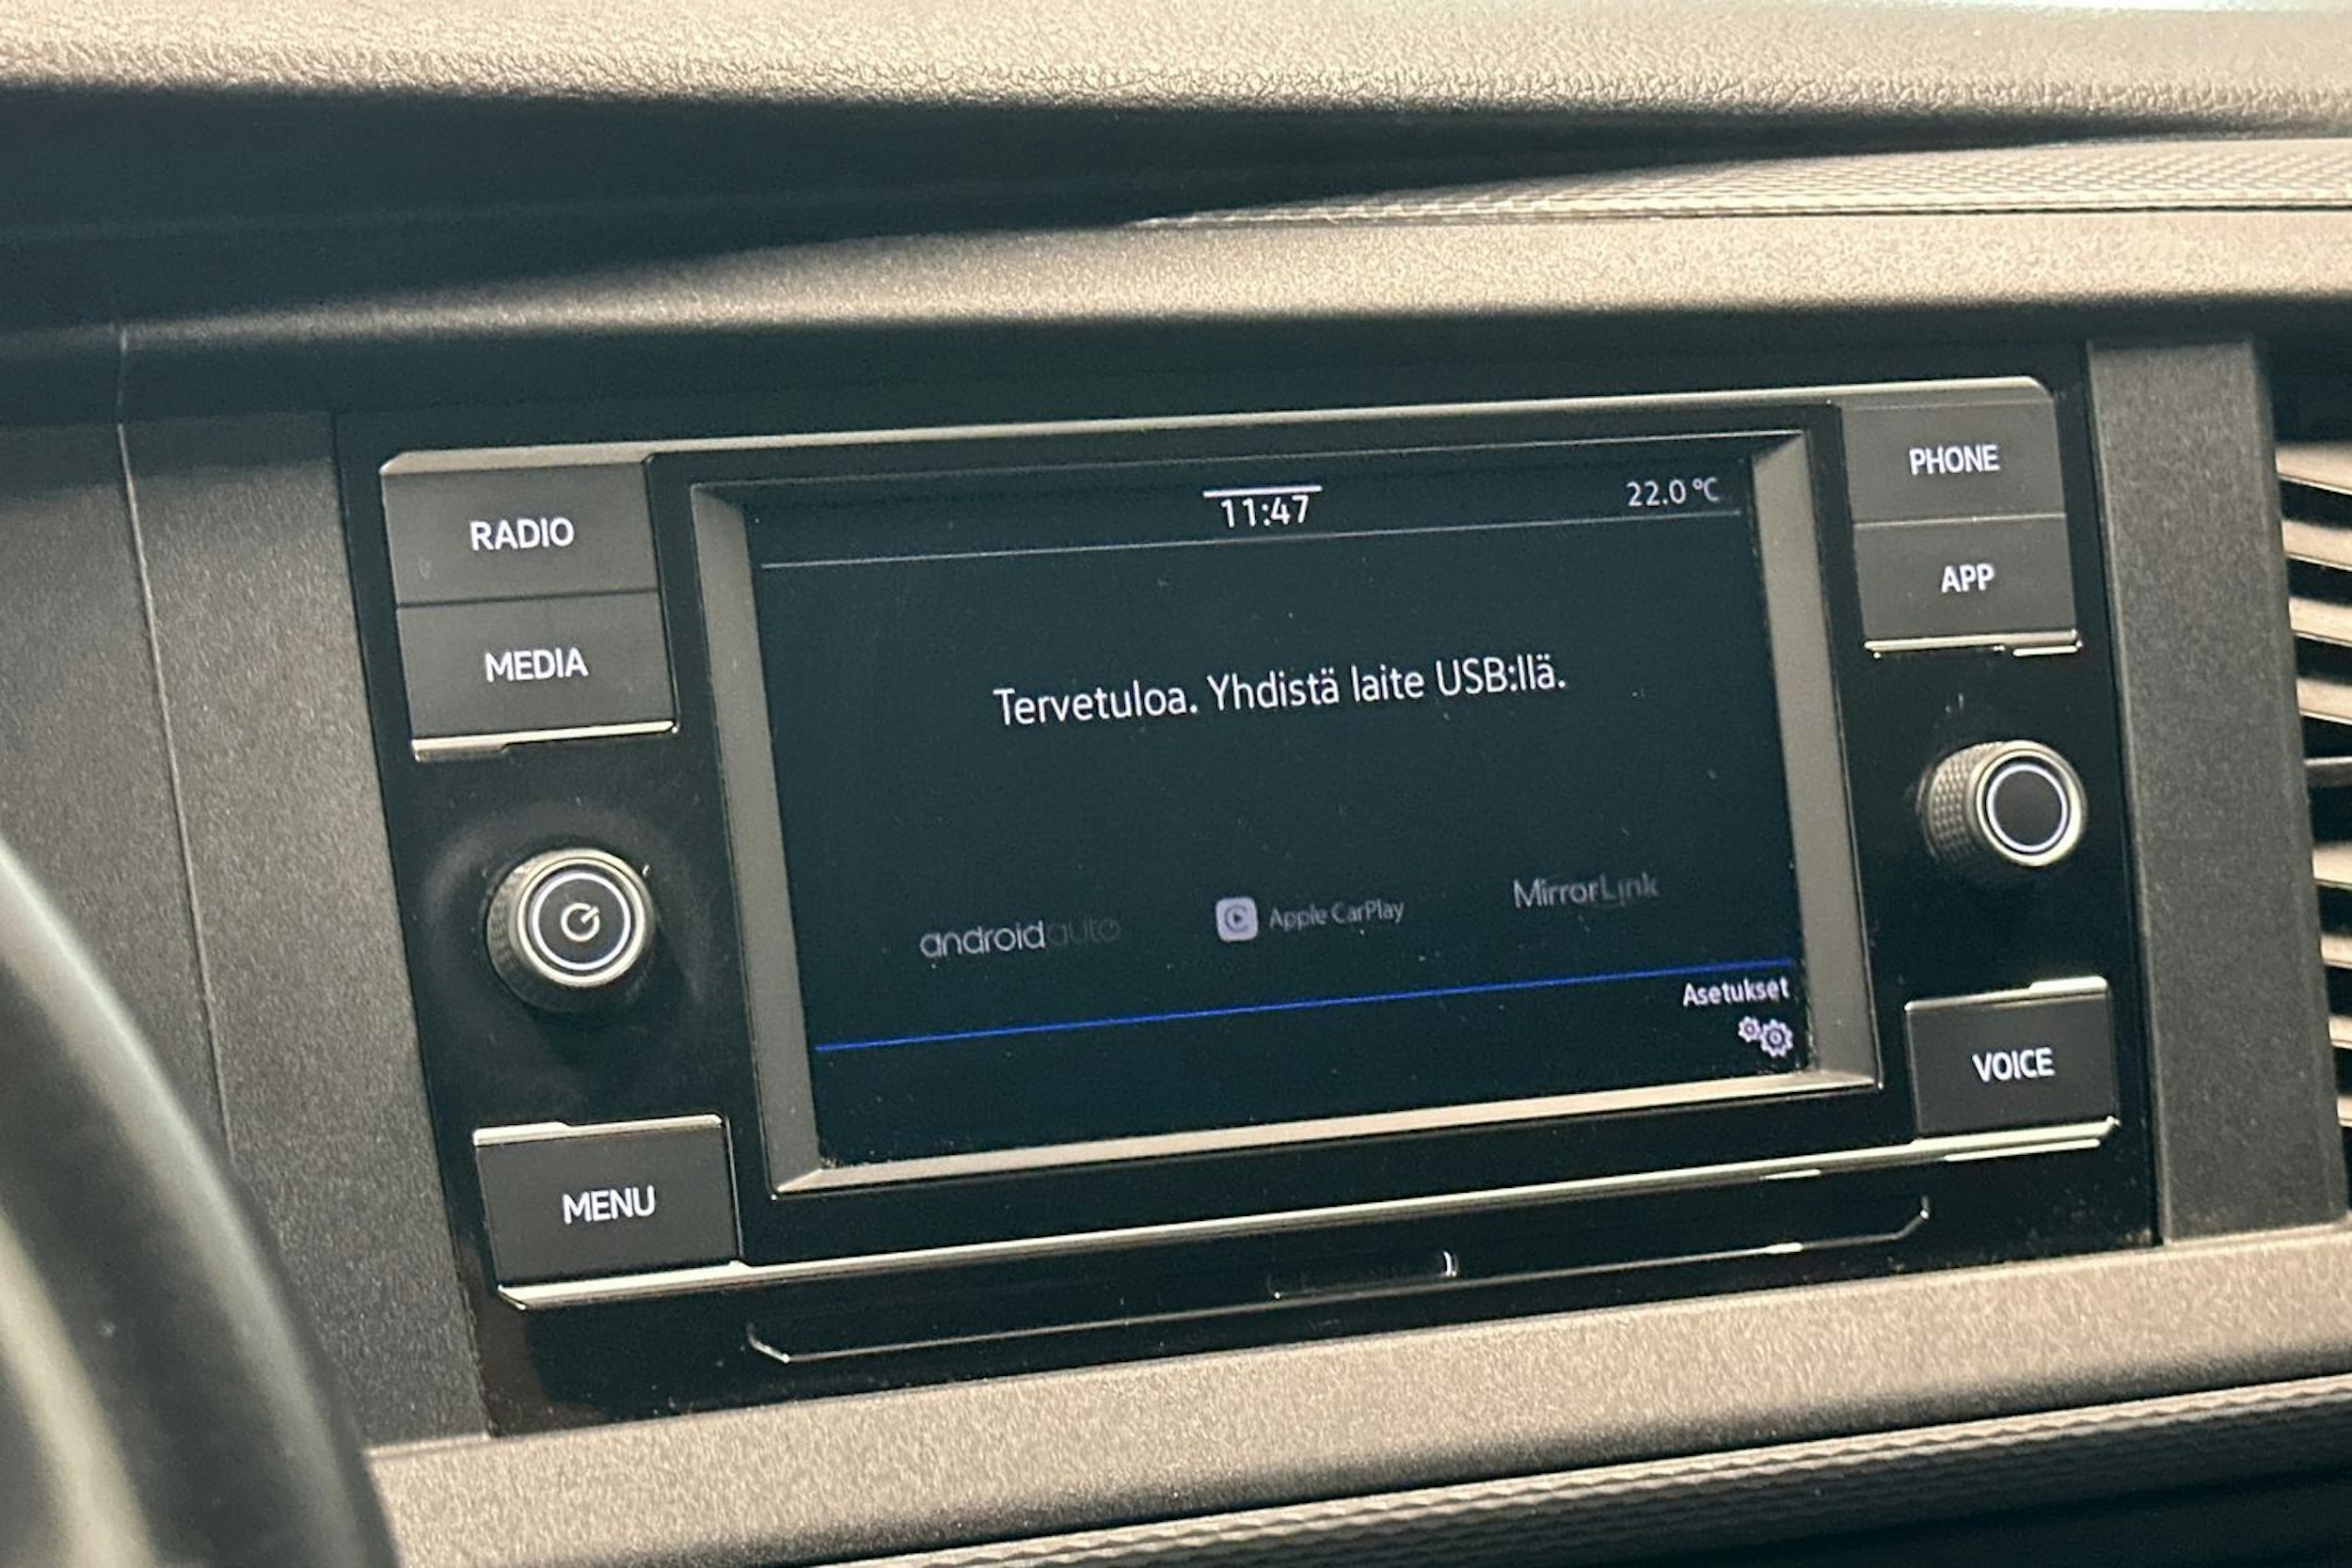 RADIO
MEDIA
MENU
11:47
22.0 °C
Tervetuloa. Yhdistä laite USB:llä.
androidauto
Apple CarPlay
MirrorLink
Asetukset
PHONE
APP
VOICE